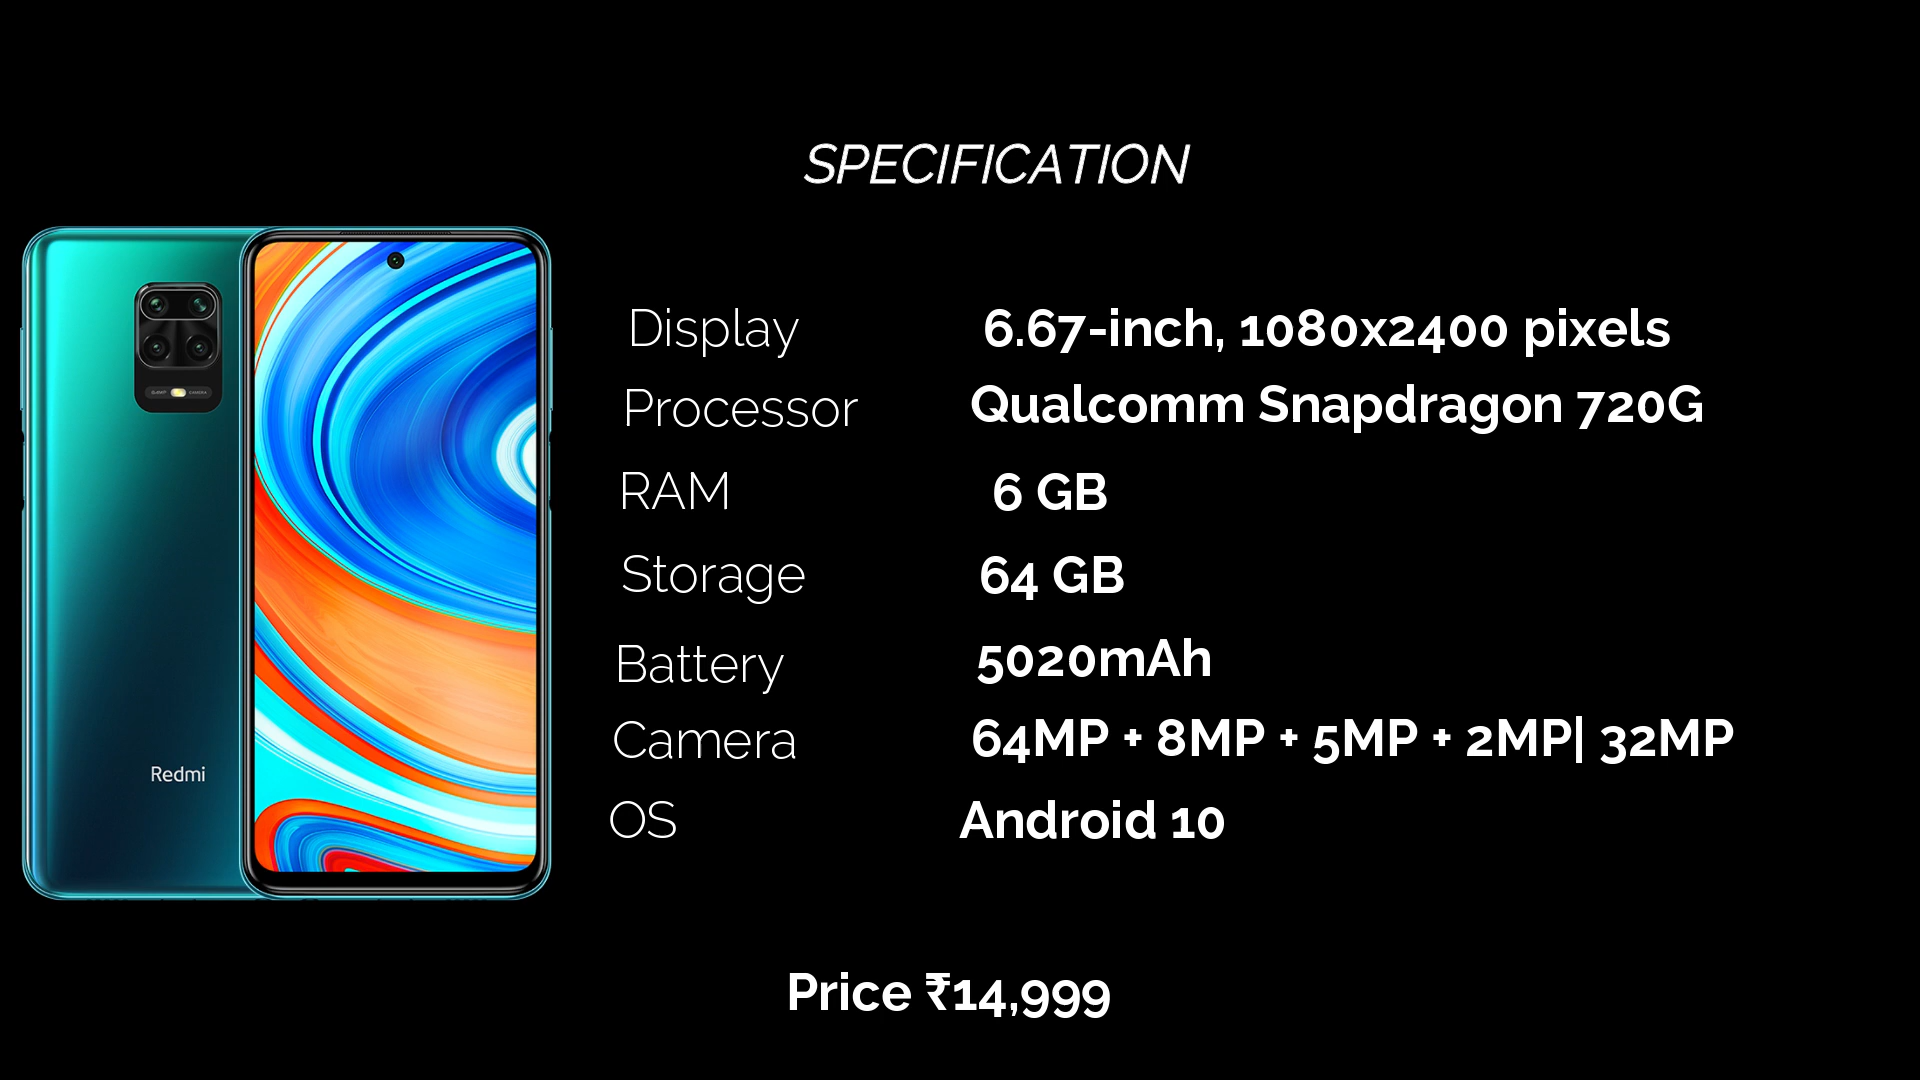 SPECIFICATION
Display 6.67-inch, 1080x2400 pixels
Processor Qualcomm Snapdragon 720G
RAM 6 GB
Storage 64 GB
Battery 5020mAh
Camera 64MP + 8MP + 5MP + 2MP| 32MP
OS Android 10
Redmi
Price ₹14,999